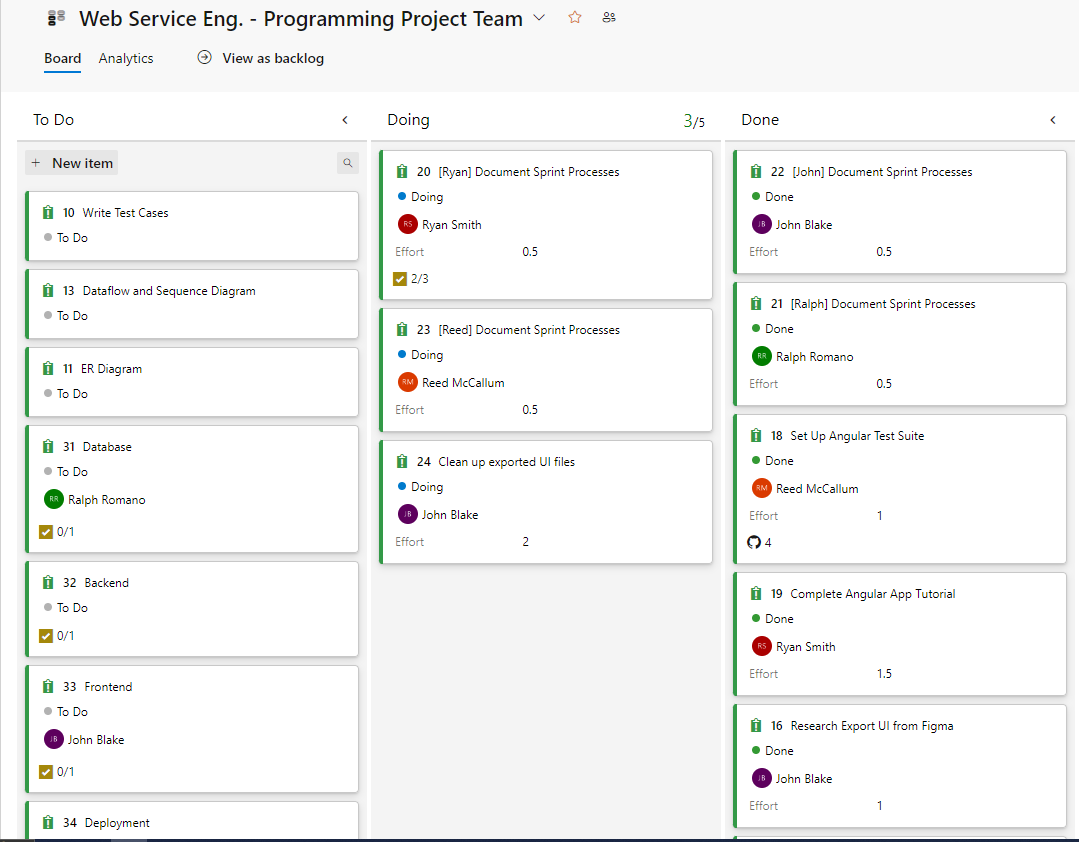 Web Service Eng. - Programming Project Team
Board Analytics View as backlog
To Do
+ New item
10 Write Test Cases
To Do
13 Dataflow and Sequence Diagram
To Do
11 ER Diagram
To Do
31 Database
To Do
RR Ralph Romano
0/1
32 Backend
To Do
0/1
33 Frontend
To Do
JB John Blake
0/1
34 Deployment
Doing 3/5
20 [Ryan] Document Sprint Processes
Doing
RS Ryan Smith
Effort 0.5
2/3
23 [Reed] Document Sprint Processes
Doing
RM Reed McCallum
Effort 0.5
24 Clean up exported UI files
Doing
JB John Blake
Effort 2
Done
22 [John] Document Sprint Processes
Done
JB John Blake
Effort 0.5
21 [Ralph] Document Sprint Processes
Done
RR Ralph Romano
Effort 0.5
18 Set Up Angular Test Suite
Done
RM Reed McCallum
Effort 1
4
19 Complete Angular App Tutorial
Done
RS Ryan Smith
Effort 1.5
16 Research Export UI from Figma
Done
JB John Blake
Effort 1